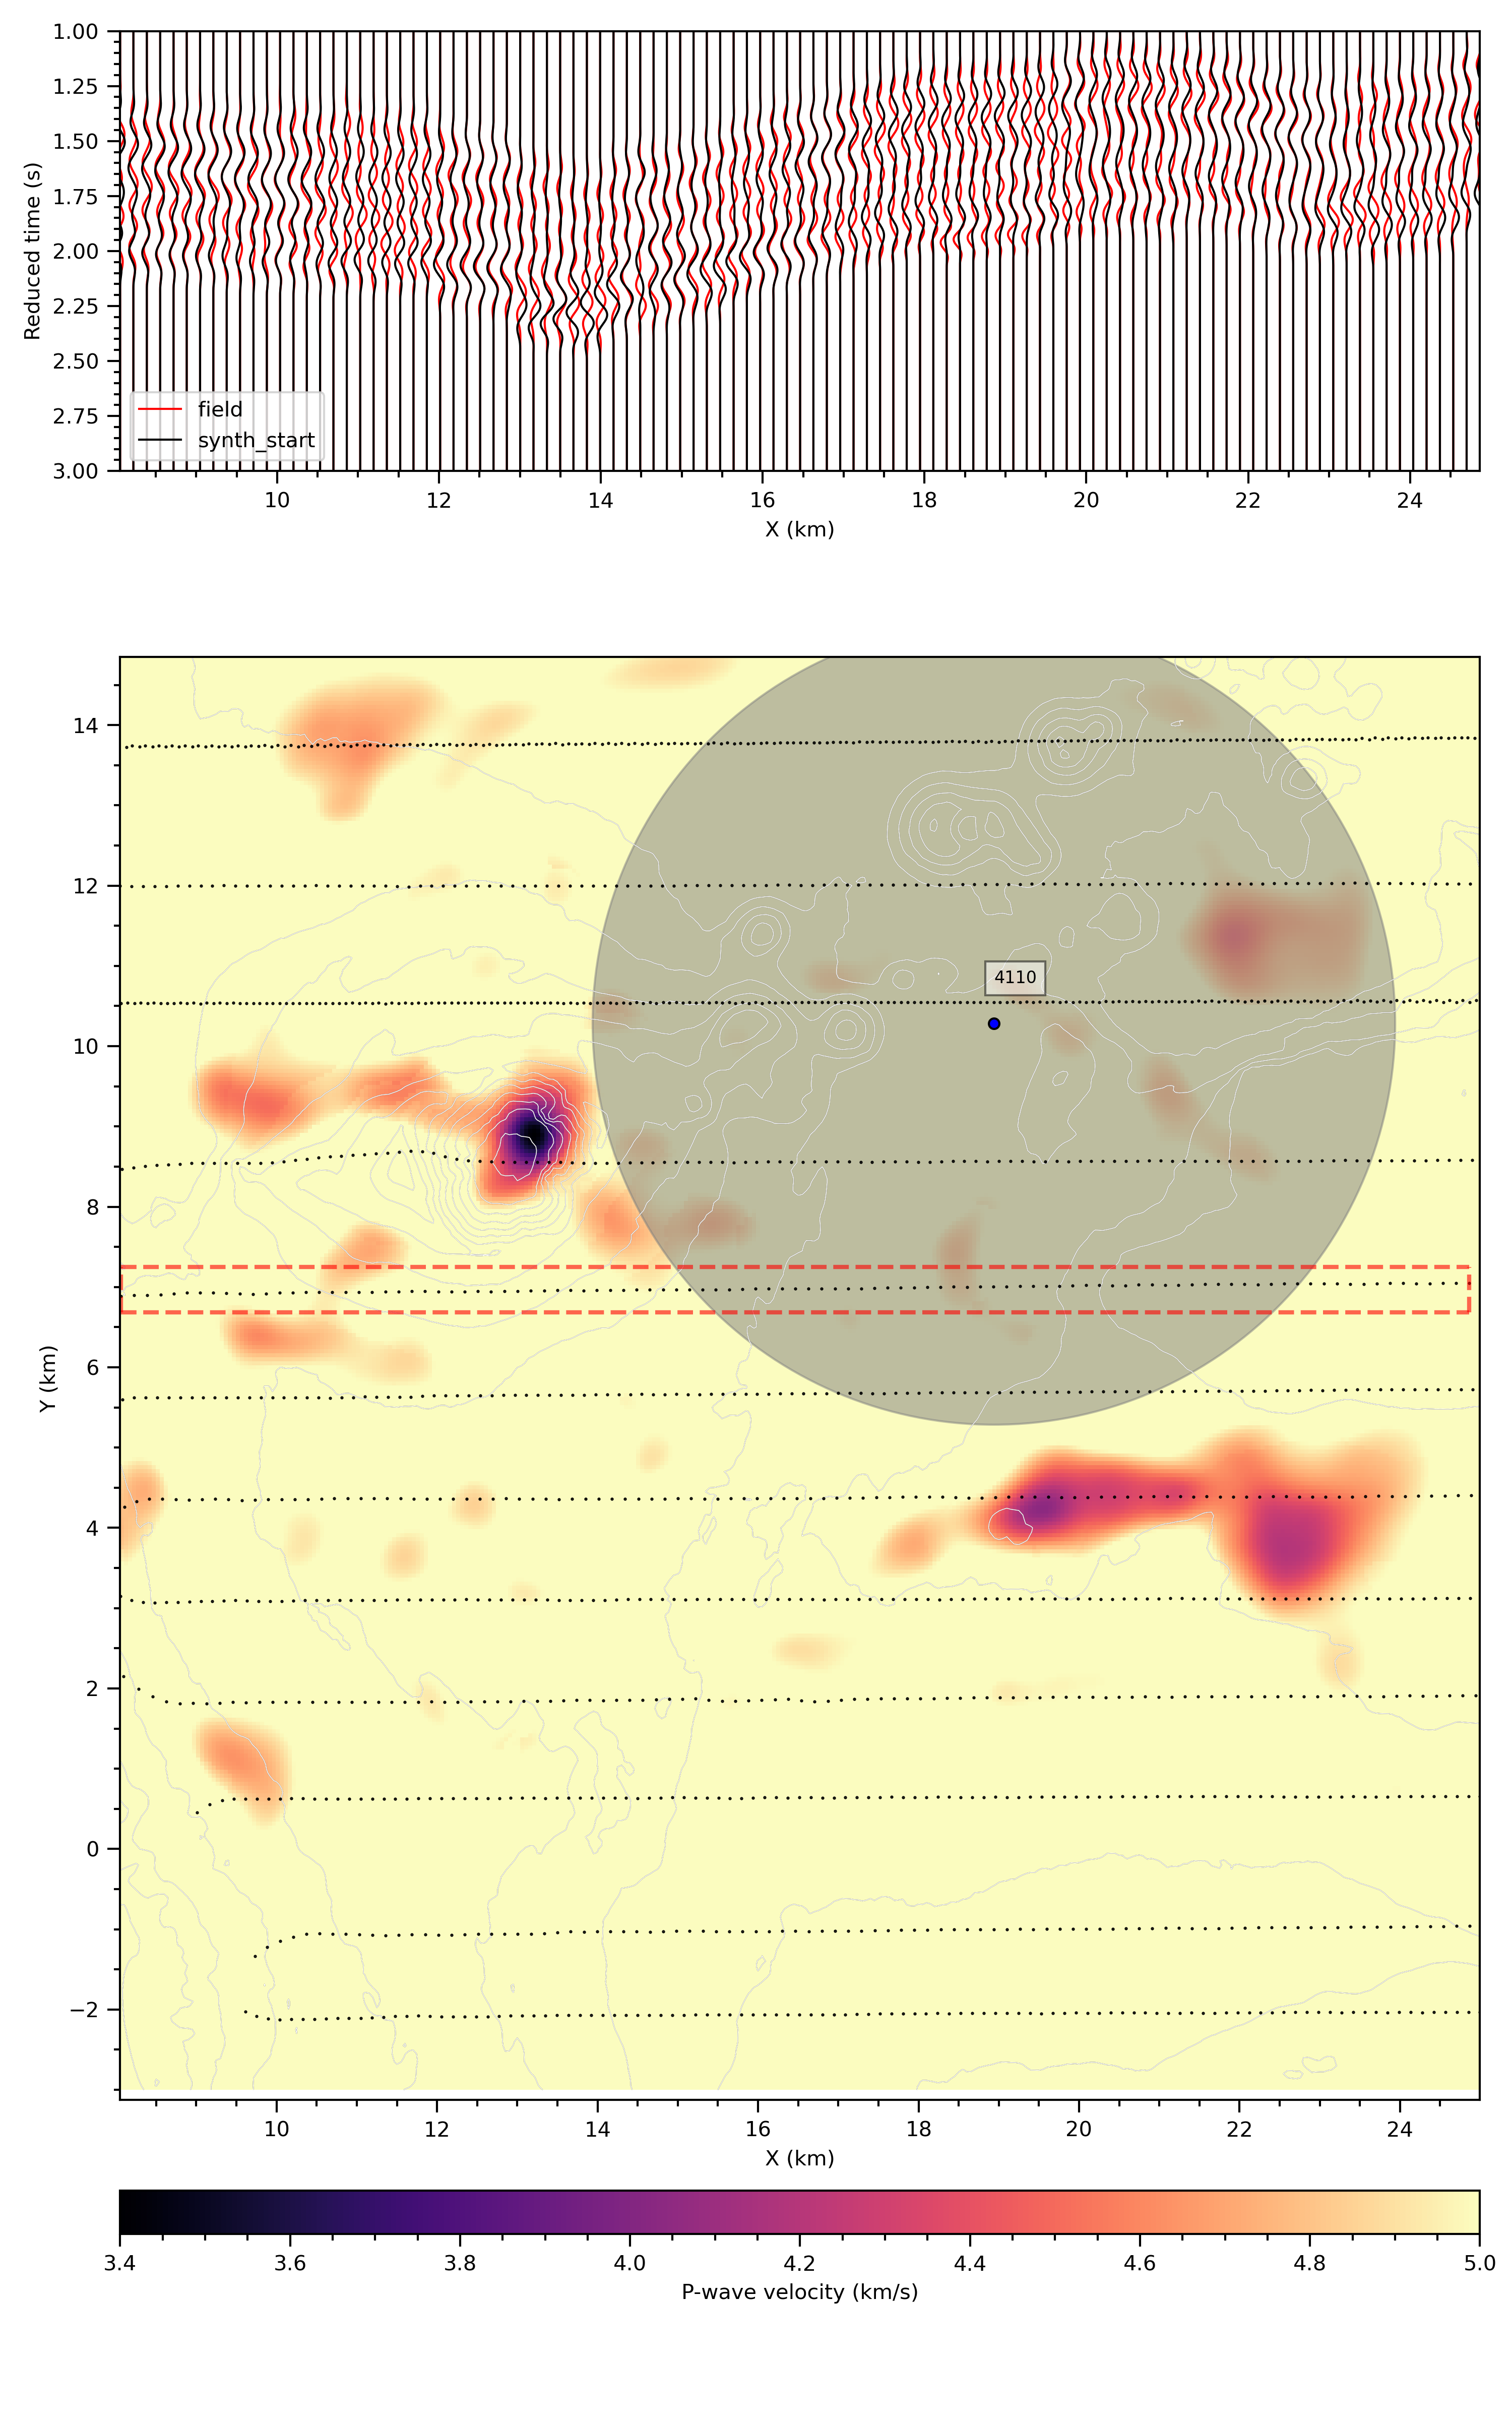 1.00
1.25
1.50
1.75
2.00
2.25
2.50
2.75
3.00
Reduced time (s)
field
synth_start
10 12 14 16 18 20 22 24
X (km)
14
12
10
8
6
4
2
0
−2
Y (km)
4110
10 12 14 16 18 20 22 24
X (km)
3.4 3.6 3.8 4.0 4.2 4.4 4.6 4.8 5.0
P-wave velocity (km/s)